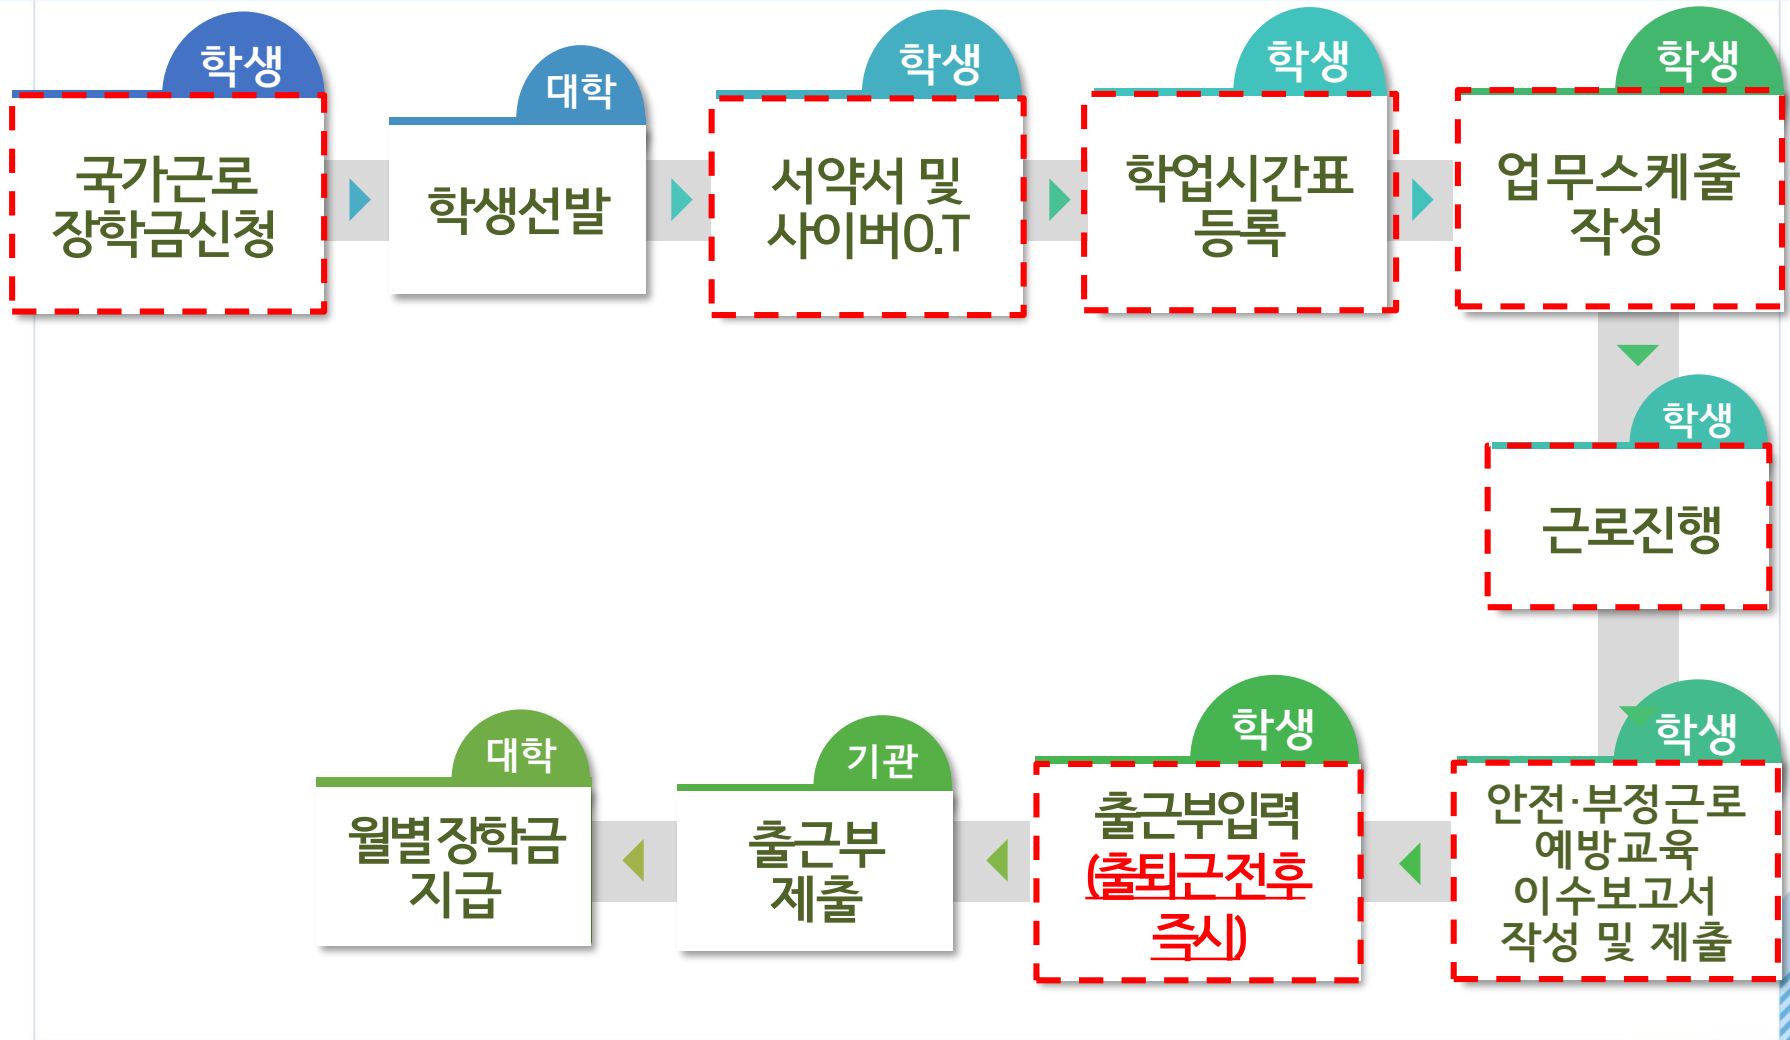 학생
국가근로
장학금신청
대학
학생선발
학생
서약서 및
사이버O.T
학생
학업시간표
등록
학생
업무스케줄
작성
학생
근로진행
학생
안전·부정근로
예방교육
이수보고서
작성 및 제출
학생
출근부입력
(출퇴근전후
즉시)
기관
출근부
제출
대학
월별 장학금
지급